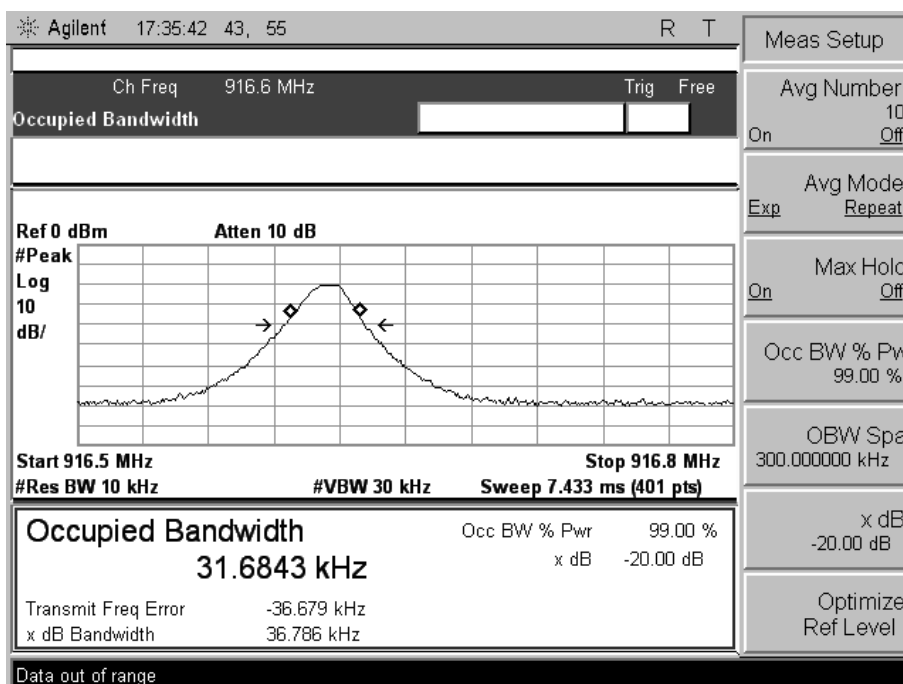 Agilent 17:35:42 43, 55 R T
Meas Setup
Ch Freq 916.6 MHz Trig Free
Occupied Bandwidth
Avg Number
10
On Off
Avg Mode
Exp Repeat
Ref 0 dBm Atten 10 dB
#Peak
Log
10
dB/
Max Hold
On Off
Occ BW % Pw
99.00 %
Start 916.5 MHz Stop 916.8 MHz
#Res BW 10 kHz #VBW 30 kHz Sweep 7.433 ms (401 pts)
OBW Spa
300.000000 kHz
Occupied Bandwidth
31.6843 kHz
Occ BW % Pwr 99.00 %
x dB -20.00 dB
Transmit Freq Error -36.679 kHz
x dB Bandwidth 36.786 kHz
x dB
-20.00 dB
Optimize
Ref Level
Data out of range